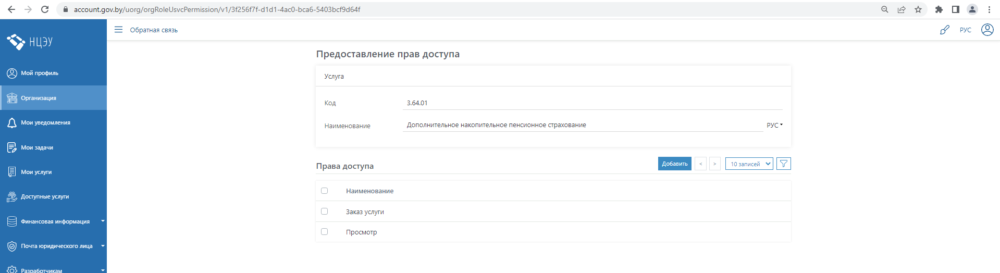 account.gov.by/uorg/orgRoleUsvcPermission/v1/3f256f7f-d1d1-4ac0-bca6-5403bcf9d64f
НЦЭУ
Обратная связь
РУС
Мой профиль
Организация
Мои уведомления
Мои задачи
Мои услуги
Доступные услуги
Финансовая информация
Почта юридического лица
Разработчикам
Предоставление прав доступа
Услуга
Код 3.64.01
Наименование Дополнительное накопительное пенсионное страхование РУС
Права доступа Добавить < > 10 записей
Наименование
Заказ услуги
Просмотр